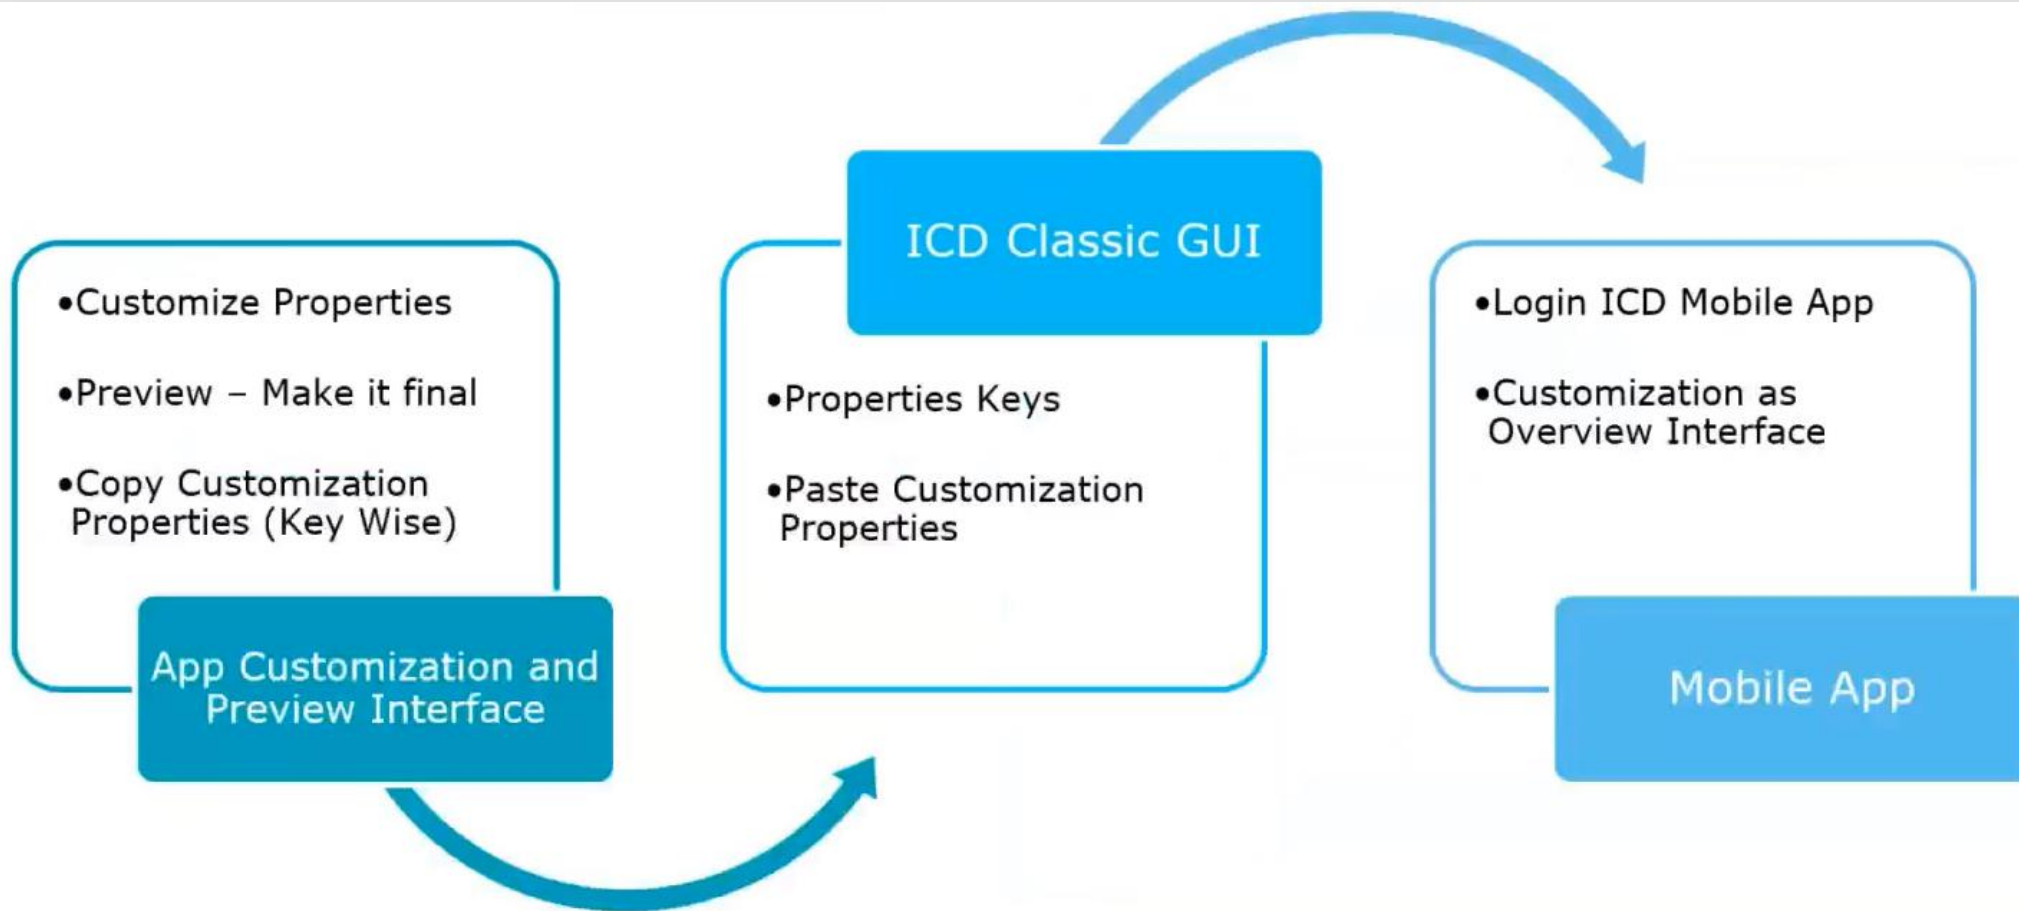 •Customize Properties
•Preview – Make it final
•Copy Customization
Properties (Key Wise)
App Customization and
Preview Interface
ICD Classic GUI
•Properties Keys
•Paste Customization
Properties
•Login ICD Mobile App
•Customization as
Overview Interface
Mobile App